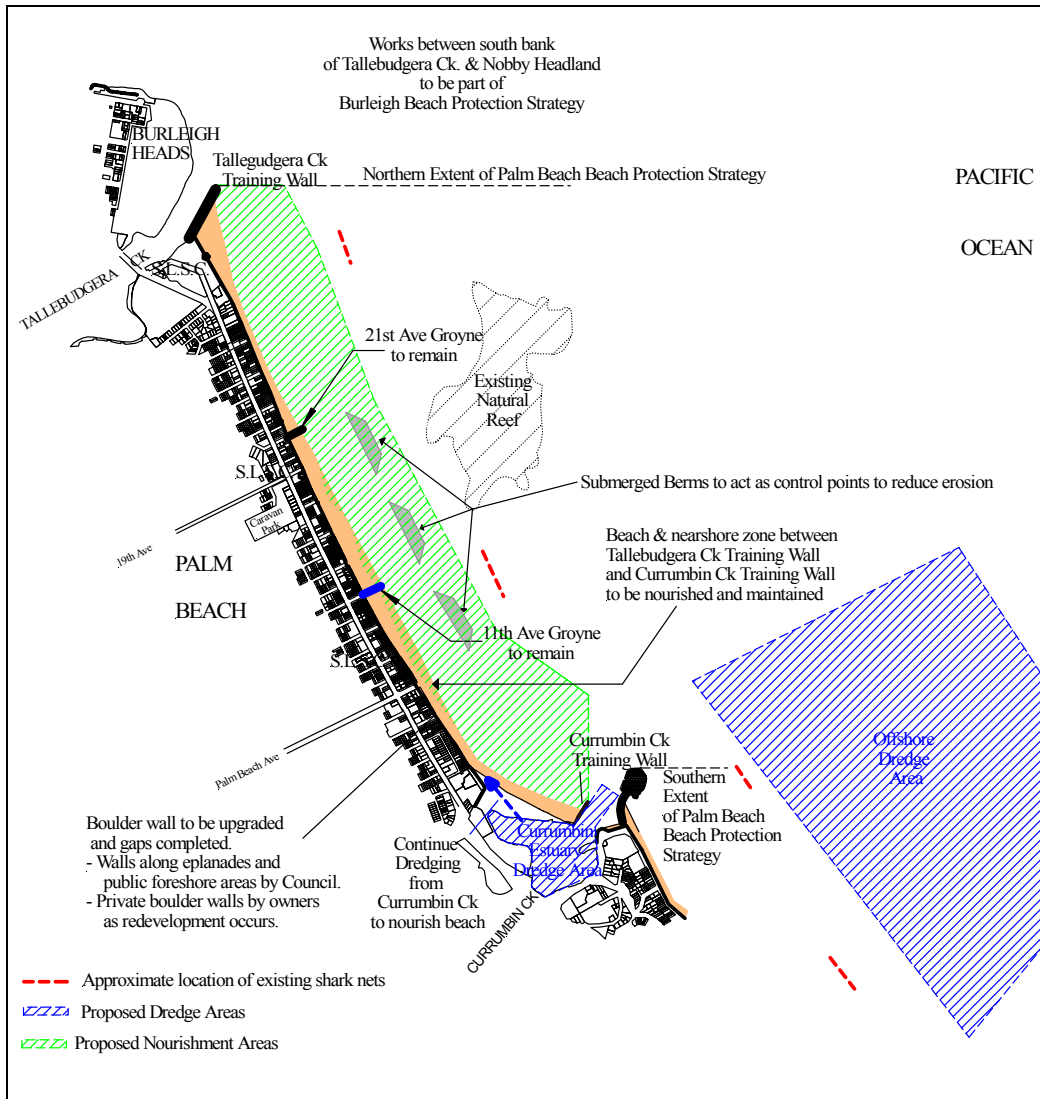 Works between south bank
of Tallebudgera Ck. & Nobby Headland
to be part of
Burleigh Beach Protection Strategy
BURLEIGH
HEADS
Tallegudgera Ck
Training Wall
Northern Extent of Palm Beach Beach Protection Strategy
PACIFIC
OCEAN
TALLEBUDGERA CK
S.L.S.C.
21st Ave Groyne
to remain
Existing
Natural
Reef
Submerged Berms to act as control points to reduce erosion
Caravan
Park
19th Ave
PALM
BEACH
Beach & nearshore zone between
Tallebudgera Ck Training Wall
and Currumbin Ck Training Wall
to be nourished and maintained
11th Ave Groyne
to remain
Palm Beach Ave
Offshore
Dredge
Area
Currumbin Ck
Training Wall
Southern
Extent
of Palm Beach
Beach Protection
Strategy
Boulder wall to be upgraded
and gaps completed.
- Walls along eplanades and
public foreshore areas by Council.
- Private boulder walls by owners
as redevelopment occurs.
Continue
Dredging
from
Currumbin Ck
to nourish beach
Currumbin
Estuary
Dredge Area
CURRUMBIN CK
Approximate location of existing shark nets
Proposed Dredge Areas
Proposed Nourishment Areas